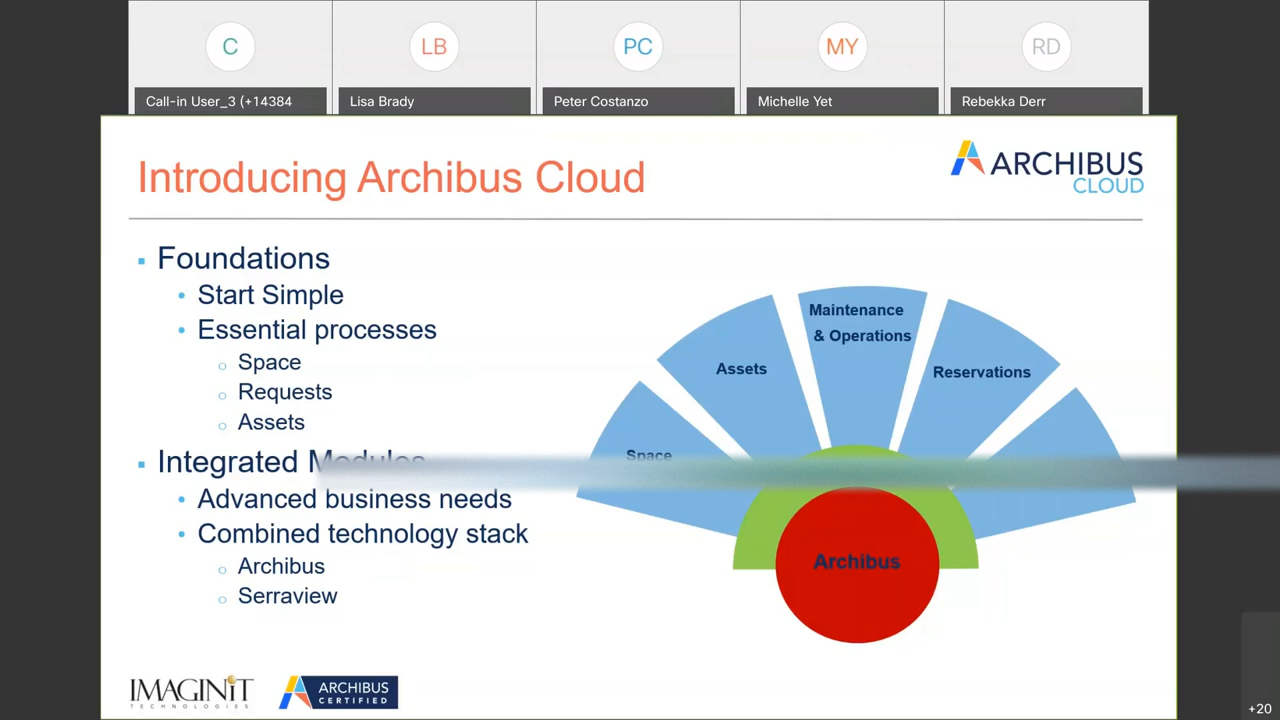 C
LB
PC
MY
RD
Call-in User_3 (+14384
Lisa Brady
Peter Costanzo
Michelle Yet
Rebekka Derr
Introducing Archibus Cloud
ARCHIBUS
CLOUD
Foundations
Start Simple
Essential processes
Space
Requests
Assets
Integrated Modules
Advanced business needs
Combined technology stack
Archibus
Serraview
Space
Assets
Maintenance
& Operations
Reservations
Archibus
IMAGINiT
TECHNOLOGIES
ARCHIBUS
CERTIFIED
+20